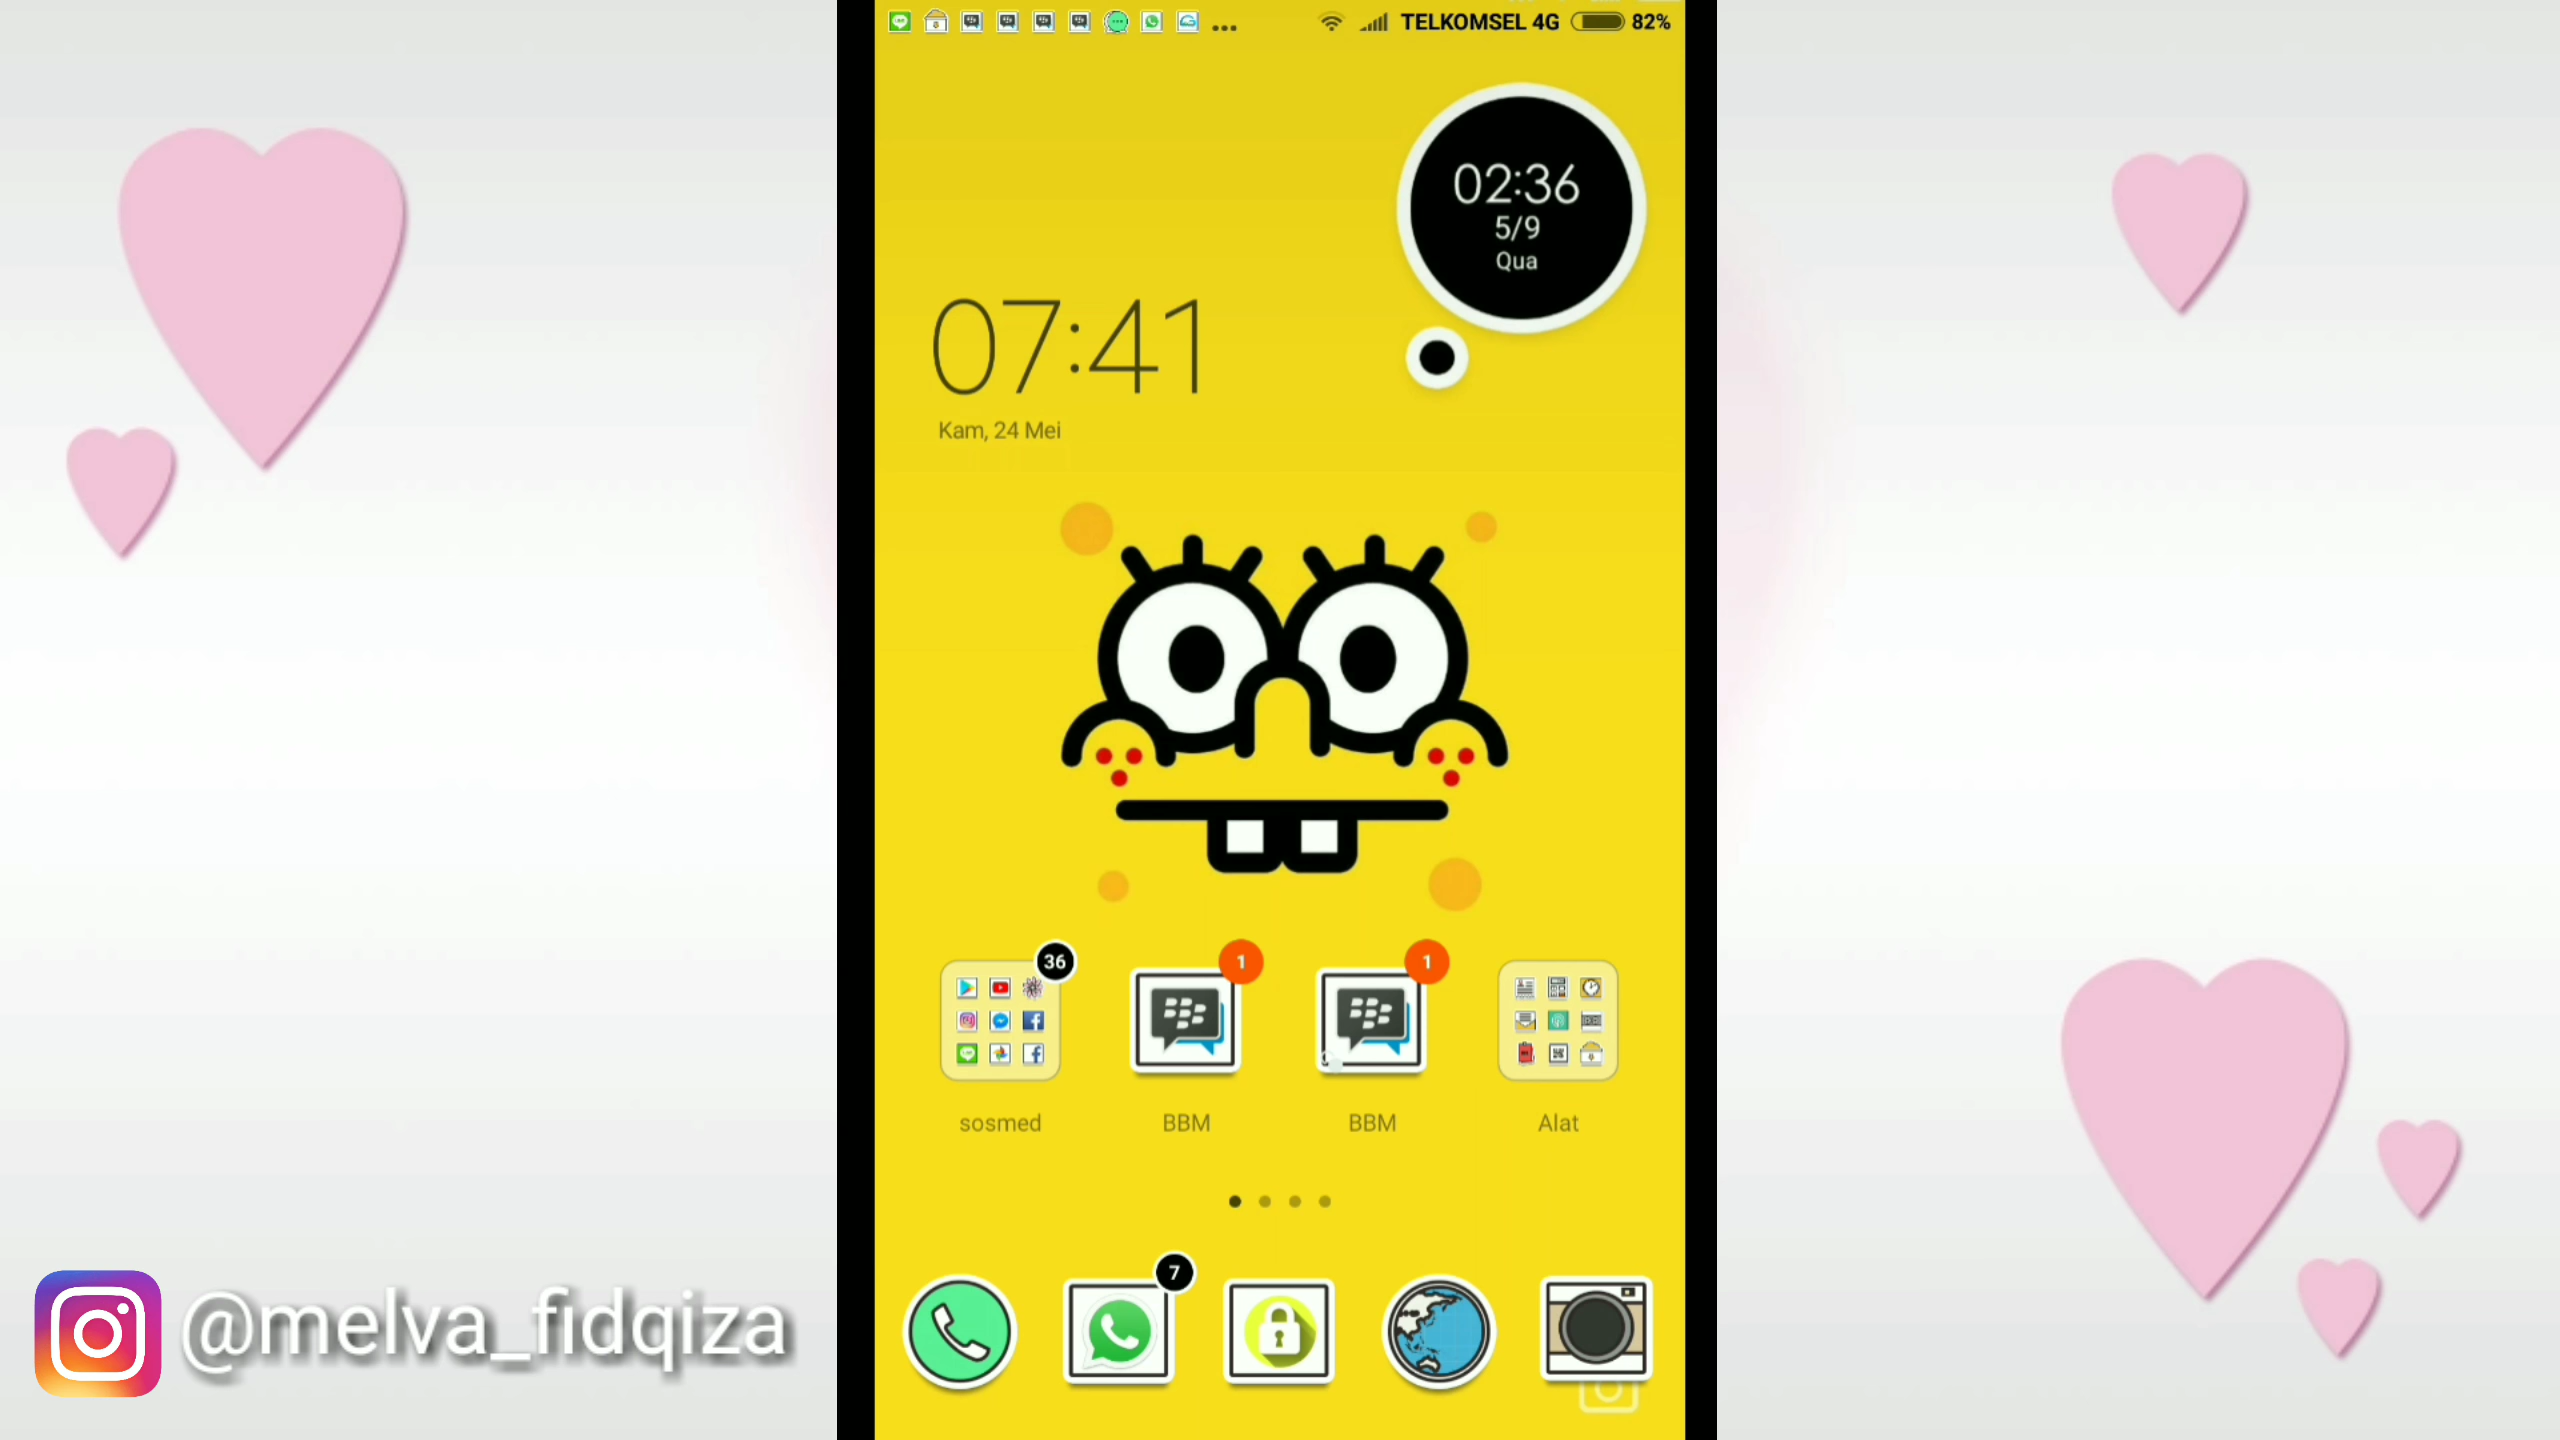 TELKOMSEL 4G 82%
02:36
5/9
Qua
07:41
Kam, 24 Mei
36
1
1
sosmed
BBM
BBM
Alat
7
@melva_fidqiza